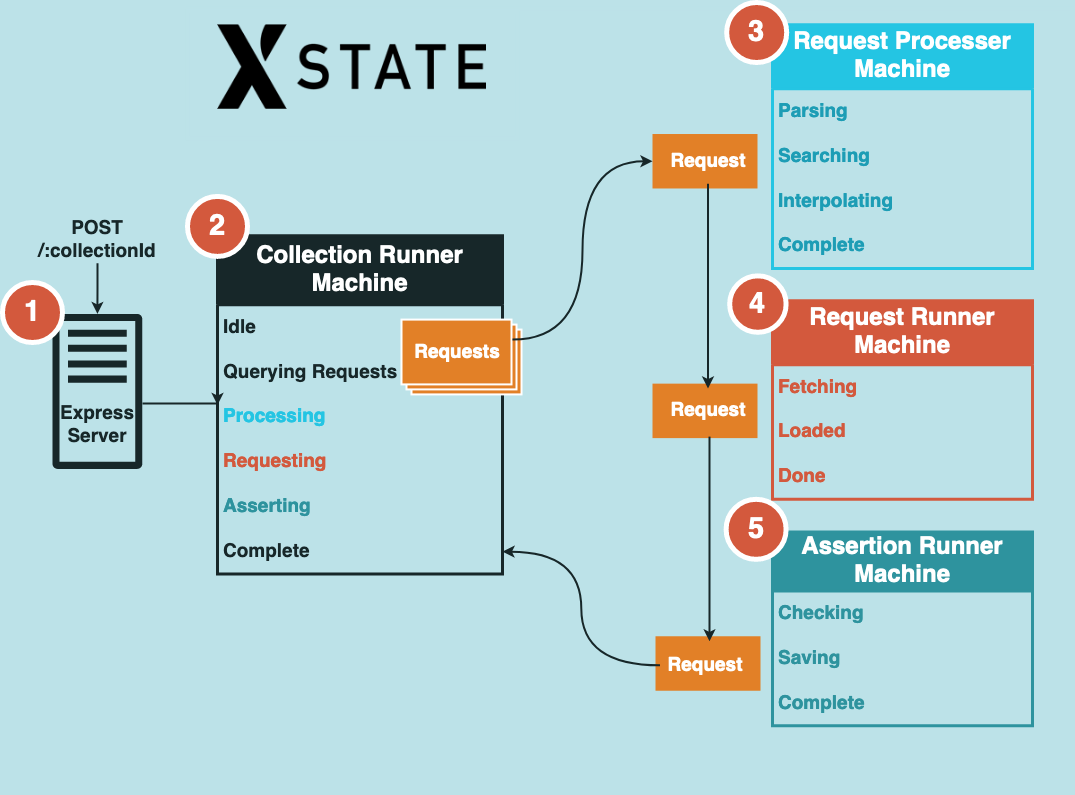 XSTATE
POST
/:collectionId
1
Express
Server
2
Collection Runner
Machine
Idle
Querying Requests
Processing
Requesting
Asserting
Complete
Requests
Request
Request
Request
3
Request Processer
Machine
Parsing
Searching
Interpolating
Complete
4
Request Runner
Machine
Fetching
Loaded
Done
5
Assertion Runner
Machine
Checking
Saving
Complete